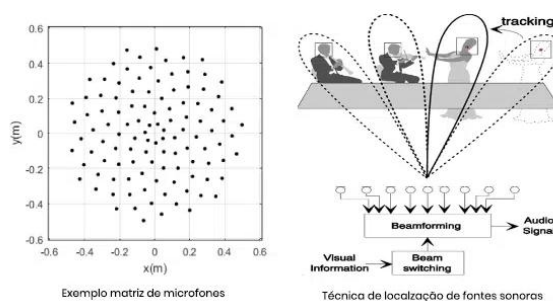 0.6
0.4
0.2
0
-0.2
-0.4
-0.6
y(m)
-0.6 -0.4 -0.2 0 0.2 0.4 0.6
x(m)
Exemplo matriz de microfones
tracking
Beamforming
Audio
Signal
Visual
Information
Beam
switching
Técnica de localzação de fontes sonoras